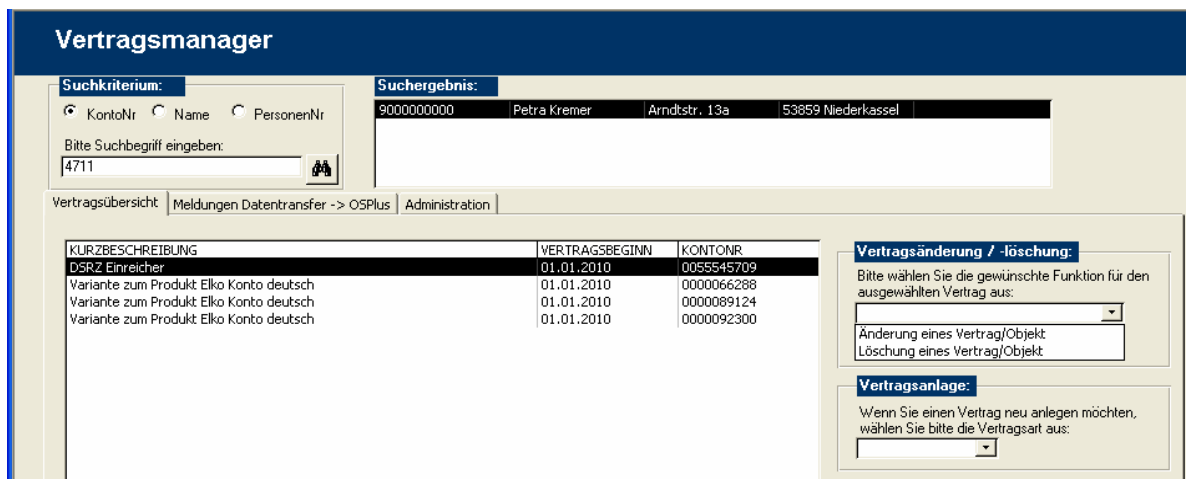 Vertragsmanager
Suchkriterium:
KontoNr Name PersonenNr
Bitte Suchbegriff eingeben:
4711
Suchergebnis:
9000000000 Petra Kremer Arndtstr. 13a 53859 Niederkassel
Vertragsübersicht Meldungen Datentransfer -> OSPlus Administration
KURZBESCHREIBUNG VERTRAGSBEGINN KONTONR
DSRZ Einreicher 01.01.2010 0055545709
Variante zum Produkt Elko Konto deutsch 01.01.2010 0000066288
Variante zum Produkt Elko Konto deutsch 01.01.2010 0000089124
Variante zum Produkt Elko Konto deutsch 01.01.2010 0000092300
Vertragsänderung / -löschung:
Bitte wählen Sie die gewünschte Funktion für den
ausgewählten Vertrag aus:
Änderung eines Vertrag/Objekt
Löschung eines Vertrag/Objekt
Vertragsanlage:
Wenn Sie einen Vertrag neu anlegen möchten,
wählen Sie bitte die Vertragsart aus: